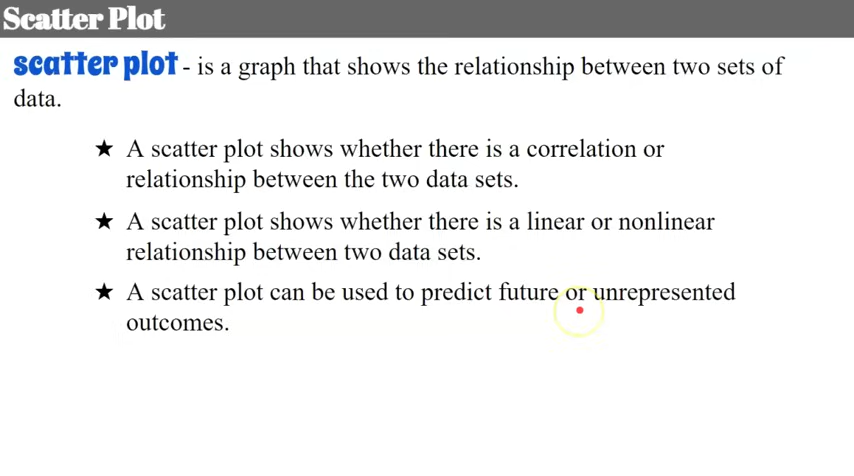 Scatter Plot
scatter plot - is a graph that shows the relationship between two sets of
data.
★ A scatter plot shows whether there is a correlation or
relationship between the two data sets.
★ A scatter plot shows whether there is a linear or nonlinear
relationship between two data sets.
★ A scatter plot can be used to predict future or unrepresented
outcomes.